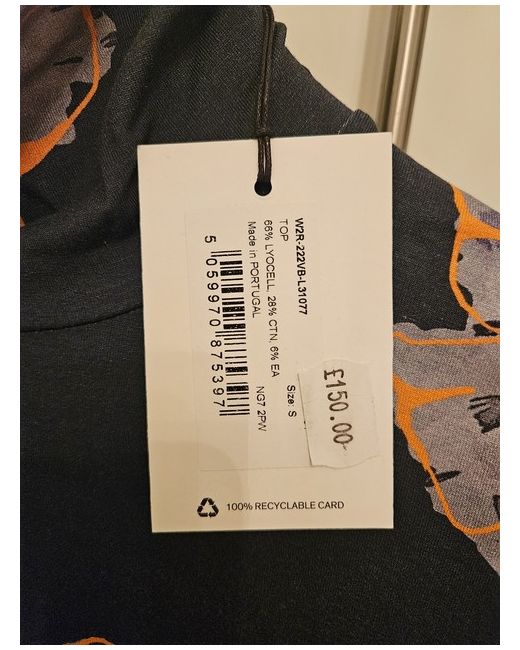 W2R-222VB-L31077
TOP
Size: S
66% LYOCELL, 28% CTN, 6% EA
Made in PORTUGAL
NG7 2PW
5 059970 875397
£150.00
100% RECYCLABLE CARD